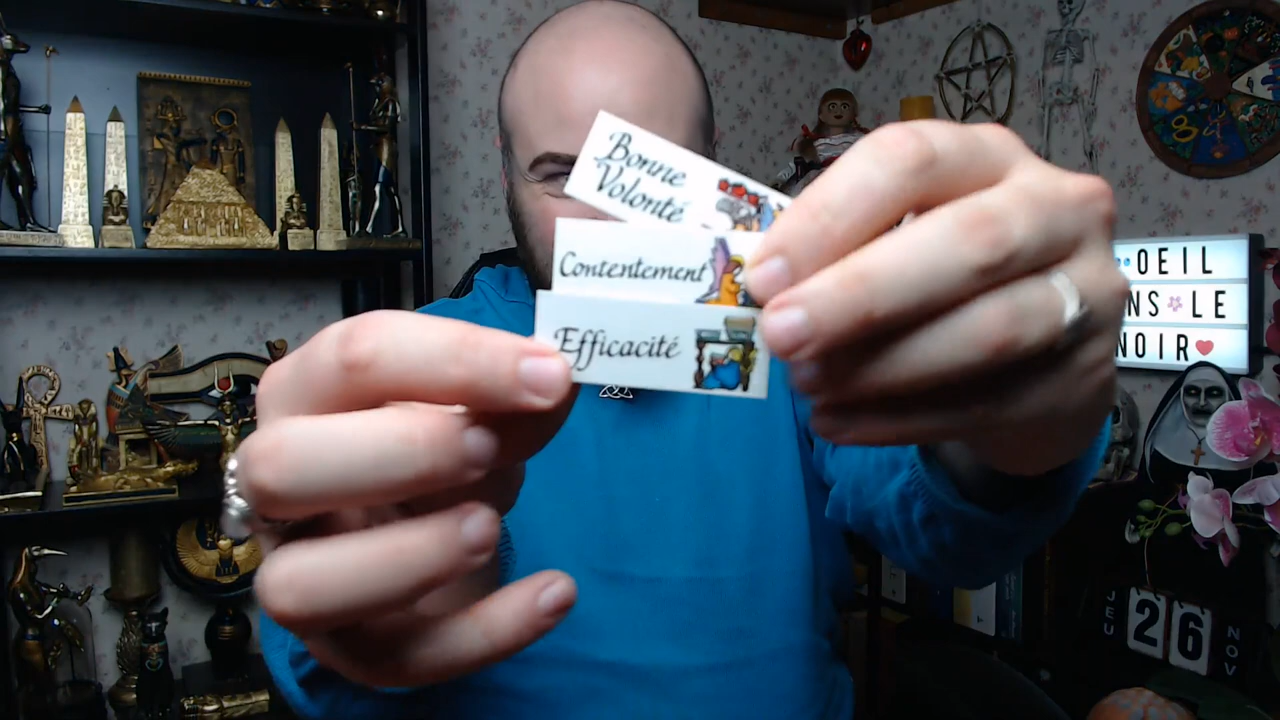 Bonne
Volonté
Contentement
Efficacité
OEIL
NS LE
NOIR
JEU
26
NOV